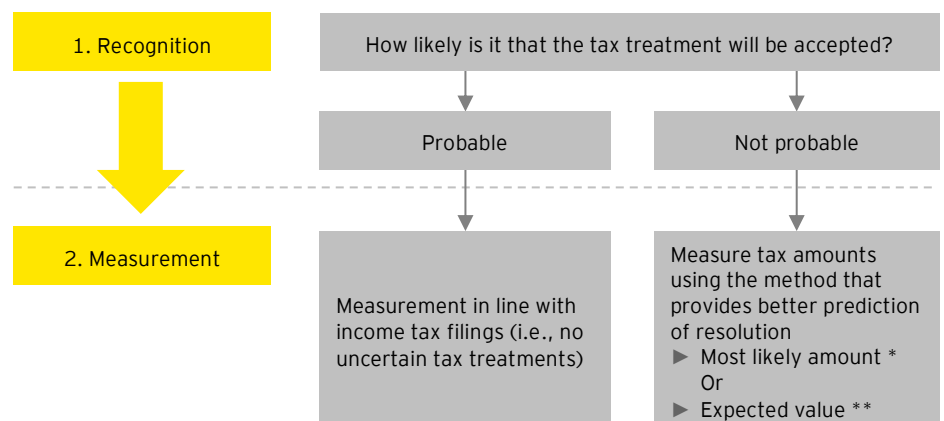 1. Recognition
How likely is it that the tax treatment will be accepted?
Probable
Not probable
2. Measurement
Measurement in line with
income tax filings (i.e., no
uncertain tax treatments)
Measure tax amounts
using the method that
provides better prediction
of resolution
► Most likely amount *
Or
► Expected value **